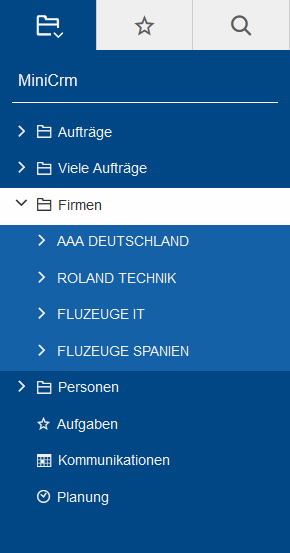 MiniCrm
Aufträge
Viele Aufträge
Firmen
AAA DEUTSCHLAND
ROLAND TECHNIK
FLUZEUGE IT
FLUZEUGE SPANIEN
Personen
Aufgaben
Kommunikationen
Planung